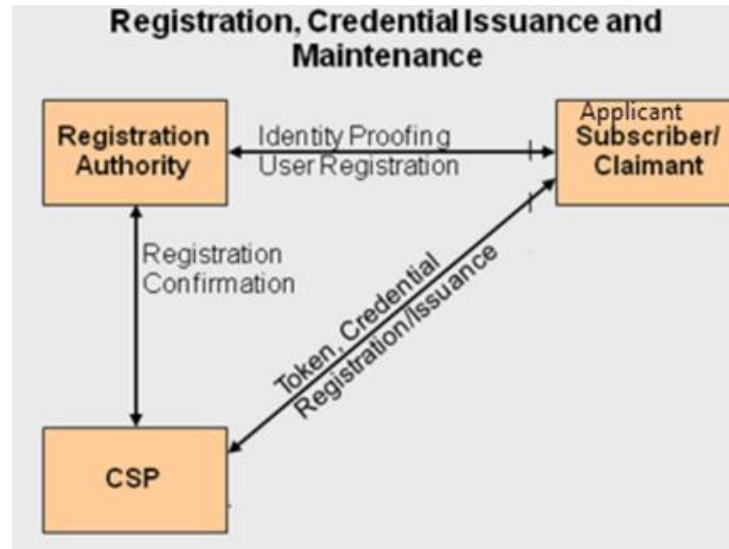 Registration, Credential Issuance and
Maintenance
Registration
Authority
Identity Proofing
User Registration
Applicant
Subscriber/
Claimant
Registration
Confirmation
Token, Credential
Registration/Issuance
CSP